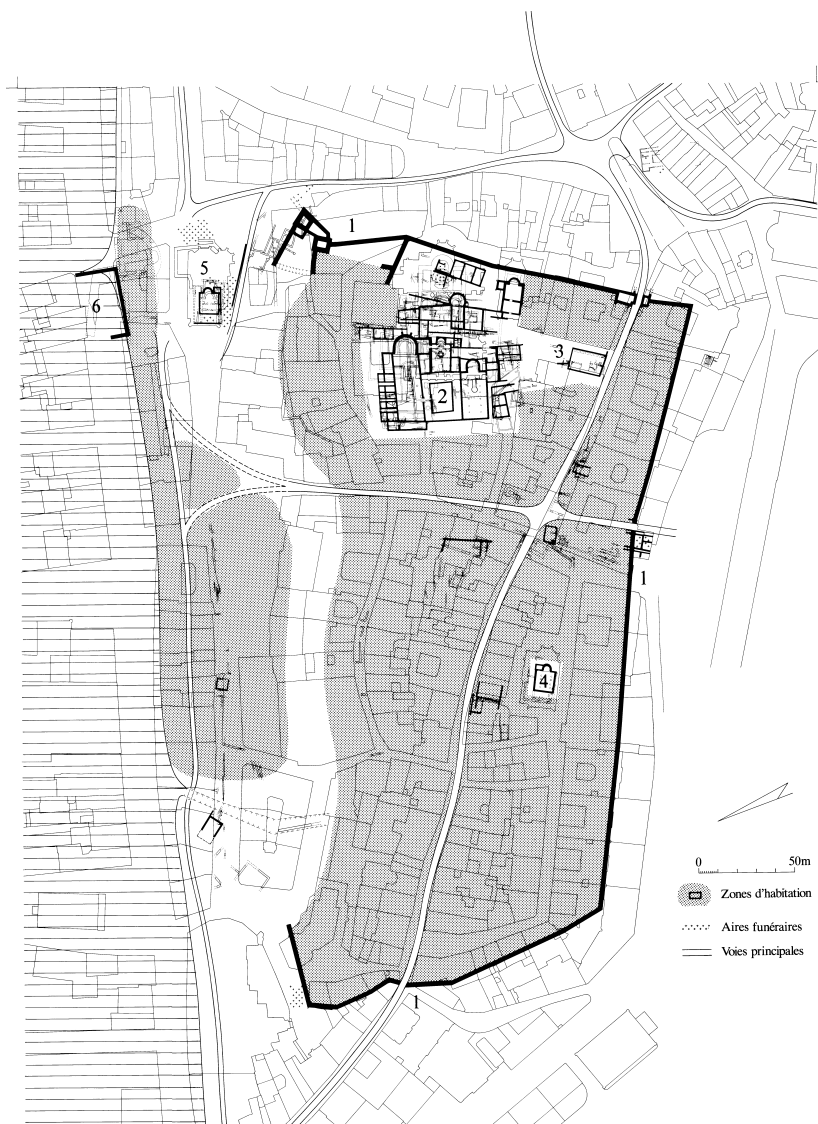 1
5
6
3
2
1
4
0 50m
Zones d'habitation
Aires funéraires
Voies principales
1